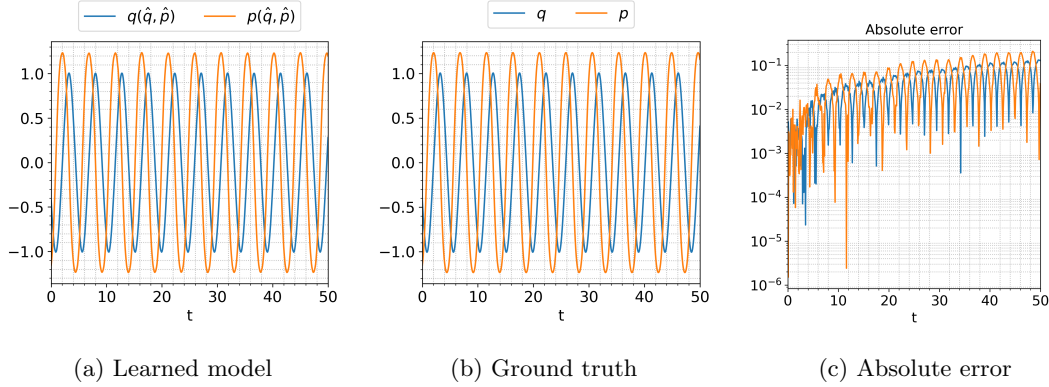 q(q̂, p̂) p(q̂, p̂)
1.0
0.5
0.0
−0.5
−1.0
0 10 20 30 40 50
t
(a) Learned model
q p
1.0
0.5
0.0
−0.5
−1.0
0 10 20 30 40 50
t
(b) Ground truth
Absolute error
10⁻¹
10⁻²
10⁻³
10⁻⁴
10⁻⁵
10⁻⁶
0 10 20 30 40 50
t
(c) Absolute error